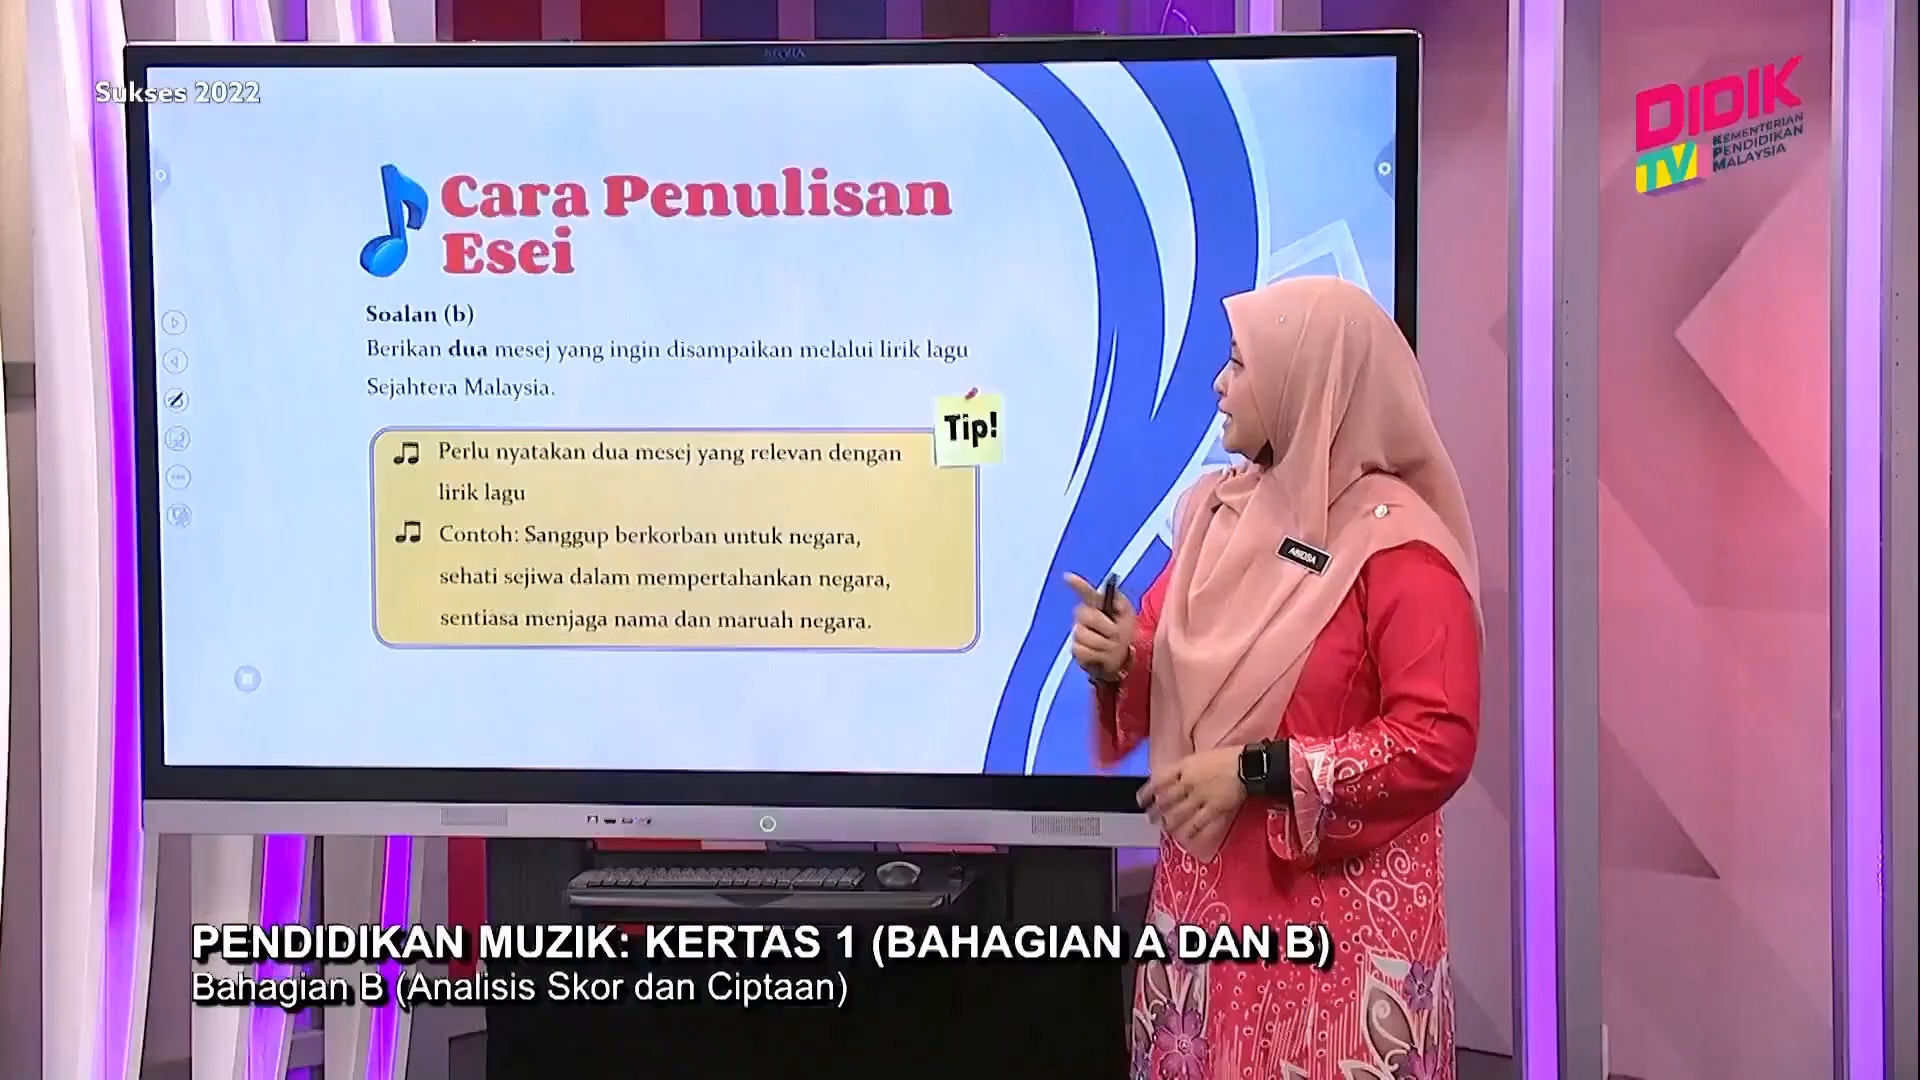 Sukses 2022
DIDIK
TV
KEMENTERIAN
PENDIDIKAN
MALAYSIA
Cara Penulisan
Esei
Soalan (b)
Berikan dua mesej yang ingin disampaikan melalui lirik lagu
Sejahtera Malaysia.
Tip!
Perlu nyatakan dua mesej yang relevan dengan
lirik lagu
Contoh: Sanggup berkorban untuk negara,
sehati sejiwa dalam mempertahankan negara,
sentiasa menjaga nama dan maruah negara.
PENDIDIKAN MUZIK: KERTAS 1 (BAHAGIAN A DAN B)
Bahagian B (Analisis Skor dan Ciptaan)